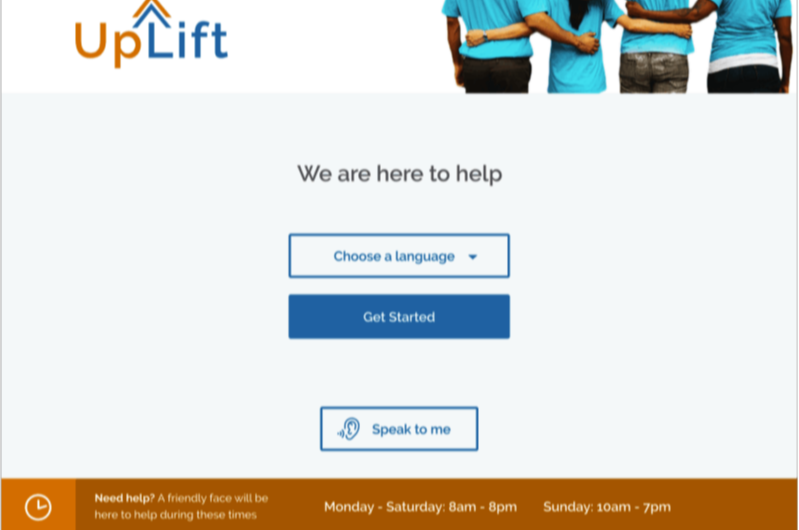 UpLift
We are here to help
Choose a language
Get Started
Speak to me
Need help? A friendly face will be
here to help during these times
Monday - Saturday: 8am - 8pm
Sunday: 10am - 7pm